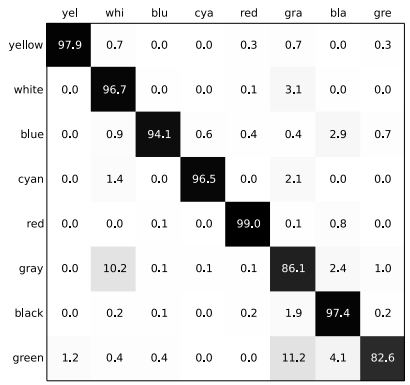 yel whi blu cya red gra bla gre
yellow 97.9 0.7 0.0 0.0 0.3 0.7 0.0 0.3
white 0.0 96.7 0.0 0.0 0.1 3.1 0.0 0.0
blue 0.0 0.9 94.1 0.6 0.4 0.4 2.9 0.7
cyan 0.0 1.4 0.0 96.5 0.0 2.1 0.0 0.0
red 0.0 0.0 0.1 0.0 99.0 0.1 0.8 0.0
gray 0.0 10.2 0.1 0.1 0.1 86.1 2.4 1.0
black 0.0 0.2 0.1 0.0 0.2 1.9 97.4 0.2
green 1.2 0.4 0.4 0.0 0.0 11.2 4.1 82.6